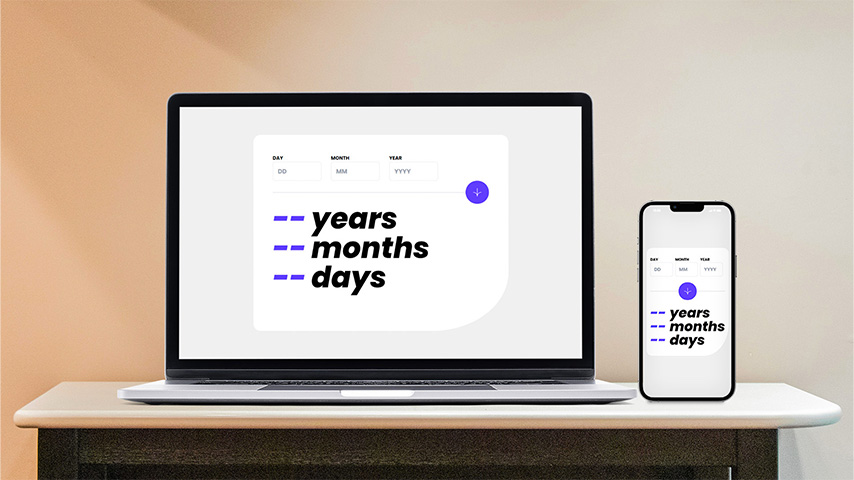 DAY MONTH YEAR
DD MM YYYY
-- years
-- months
-- days
DAY MONTH YEAR
DD MM YYYY
-- years
-- months
-- days